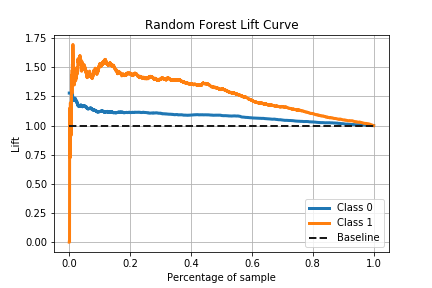 Random Forest Lift Curve
Lift
1.75
1.50
1.25
1.00
0.75
0.50
0.25
0.00
0.0 0.2 0.4 0.6 0.8 1.0
Percentage of sample
Class 0
Class 1
Baseline